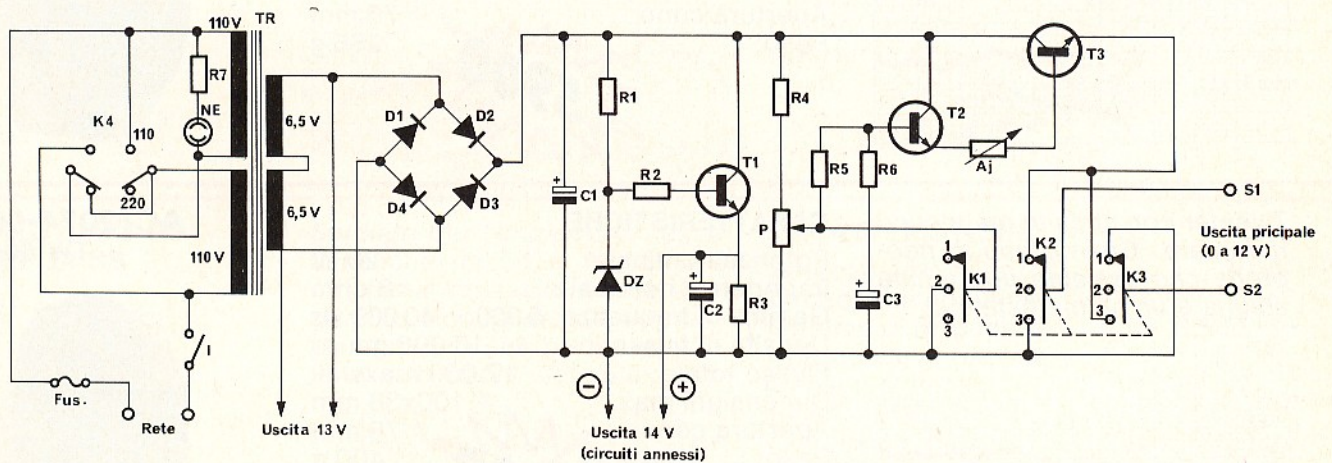 110 V
TR
R7
NE
K4
110
220
110 V
I
Fus.
Rete
6,5 V
6,5 V
Uscita 13 V
D1
D2
D4
D3
C1
+
R1
R2
DZ
T1
C2
+
R3
R4
P
R5
R6
T2
Aj
T3
C3
+
1
2
3
K1
1
2
3
K2
1
2
3
K3
S1
Uscita pricipale
(0 a 12 V)
S2
−
+
Uscita 14 V
(circuiti annessi)